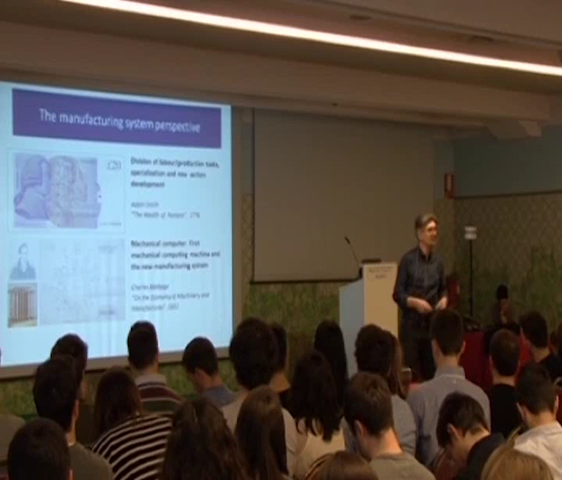 The manufacturing system perspective
£20
Division of labour/production tasks,
specialisation and new section
development
Adam Smith
"The Wealth of Nations", 1776
Mechanical computer: First
mechanical computing machine and
the new manufacturing system
Charles Babbage
"On the Economy of Machinery and
Manufactures", 1832